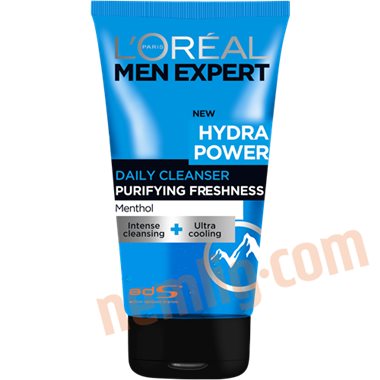 L'ORÉAL
PARIS
MEN EXPERT
NEW
HYDRA
POWER
DAILY CLEANSER
PURIFYING FRESHNESS
Menthol
Intense
cleansing
+
Ultra
cooling
nemlig.com